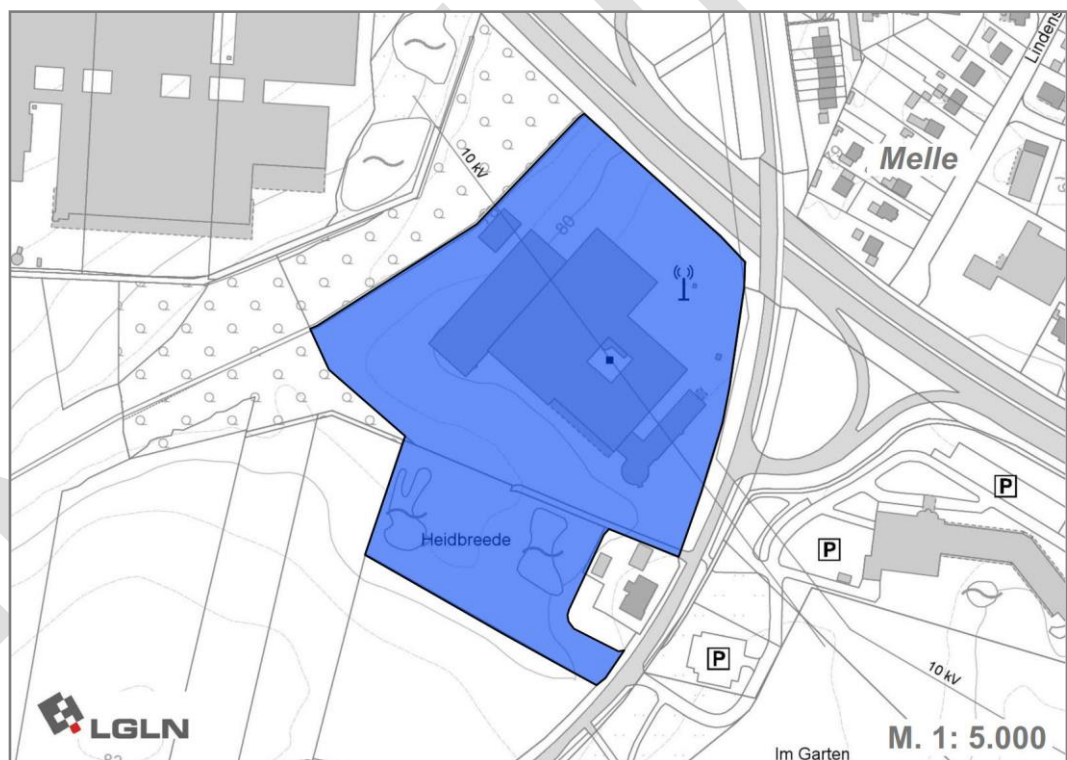 Lindens
Melle
10 kV
80
Heidbreede
P
P
P
10 kV
LGLN
M. 1: 5.000
Im Garten